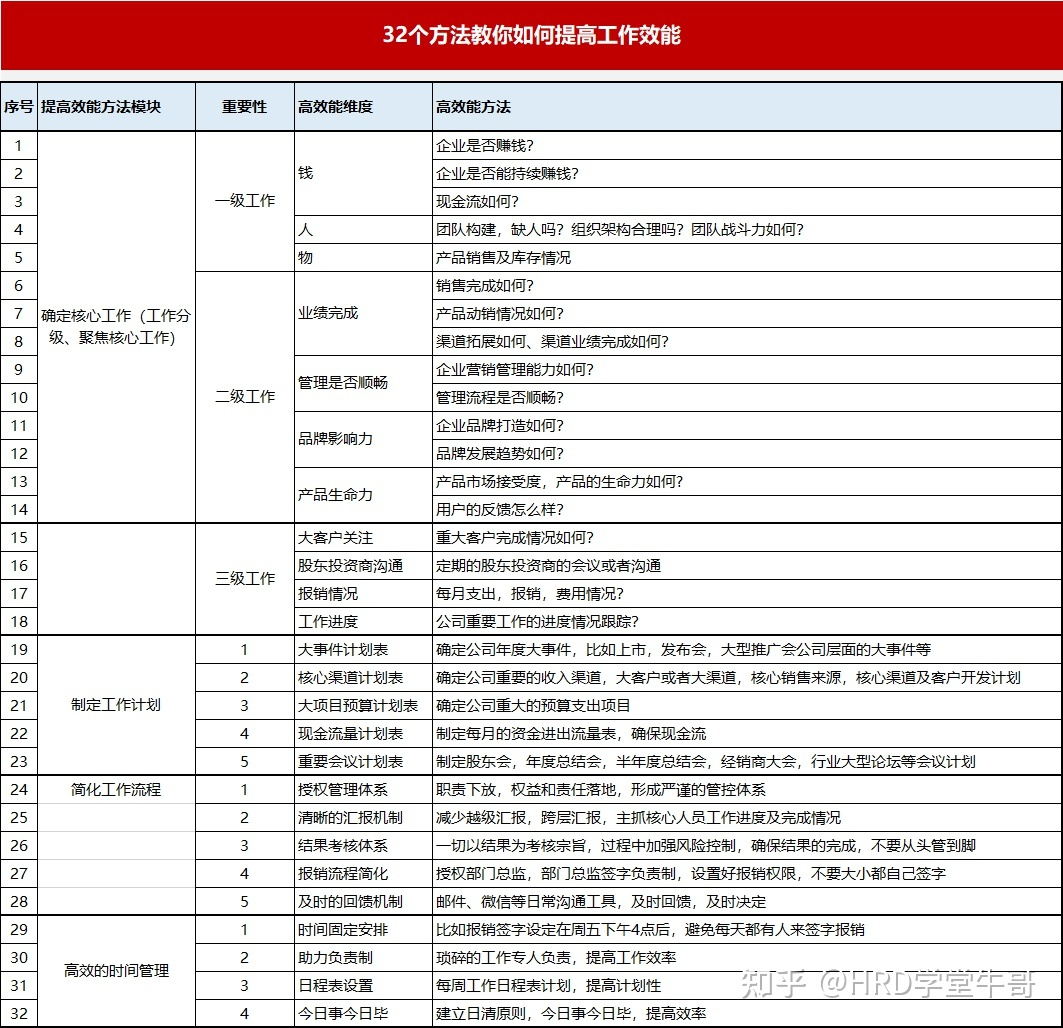 32个方法教你如何提高工作效能
序号 提高效能方法模块 重要性 高效能维度 高效能方法
1 确定核心工作（工作分级、聚焦核心工作） 一级工作 钱 企业是否赚钱？
2 企业是否能持续赚钱？
3 现金流如何？
4 人 团队构建，缺人吗？组织架构合理吗？团队战斗力如何？
5 物 产品销售及库存情况
6 二级工作 业绩完成 销售完成如何？
7 产品动销情况如何？
8 渠道拓展如何、渠道业绩完成如何？
9 管理是否顺畅 企业营销管理能力如何？
10 管理流程是否顺畅？
11 品牌影响力 企业品牌打造如何？
12 品牌发展趋势如何？
13 产品生命力 产品市场接受度，产品的生命力如何？
14 用户的反馈怎么样？
15 三级工作 大客户关注 重大客户完成情况如何？
16 股东投资商沟通 定期的股东投资商的会议或者沟通
17 报销情况 每月支出，报销，费用情况？
18 工作进度 公司重要工作的进度情况跟踪？
19 制定工作计划 1 大事件计划表 确定公司年度大事件，比如上市，发布会，大型推广会公司层面的大事件等
20 2 核心渠道计划表 确定公司重要的收入渠道，大客户或者大渠道，核心销售来源，核心渠道及客户开发计划
21 3 大项目预算计划表 确定公司重大的预算支出项目
22 4 现金流量计划表 制定每月的资金进出流量表，确保现金流
23 5 重要会议计划表 制定股东会，年度总结会，半年度总结会，经销商大会，行业大型论坛等会议计划
24 简化工作流程 1 授权管理体系 职责下放，权益和责任落地，形成严谨的管控体系
25 2 清晰的汇报机制 减少越级汇报，跨层汇报，主抓核心人员工作进度及完成情况
26 3 结果考核体系 一切以结果为考核宗旨，过程中加强风险控制，确保结果的完成，不要从头管到脚
27 4 报销流程简化 授权部门总监，部门总监签字负责制，设置好报销权限，不要大小都自己签字
28 5 及时的回馈机制 邮件、微信等日常沟通工具，及时回馈，及时决定
29 高效的时间管理 1 时间固定安排 比如报销签字设定在周五下午4点后，避免每天都有人来签字报销
30 2 助力负责制 琐碎的工作专人负责，提高工作效率
31 3 日程表设置 每周工作日程表计划，提高计划性
32 4 今日事今日毕 建立日清原则，今日事今日毕，提高效率
知乎 @HRD学堂牛哥